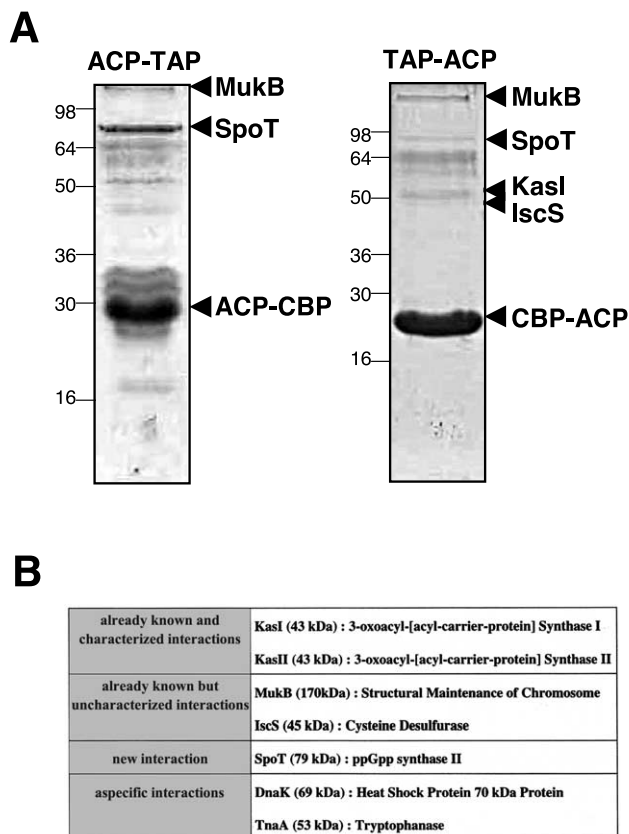 A
ACP-TAP
MukB
98
SpoT
64
50
36
30
ACP-CBP
16
TAP-ACP
MukB
98
SpoT
64
KasI
50
IscS
36
30
CBP-ACP
16
B
already known and
characterized interactions
KasI (43 kDa) : 3-oxoacyl-[acyl-carrier-protein] Synthase I
KasII (43 kDa) : 3-oxoacyl-[acyl-carrier-protein] Synthase II
already known but
uncharacterized interactions
MukB (170kDa) : Structural Maintenance of Chromosome
IscS (45 kDa) : Cysteine Desulfurase
new interaction
SpoT (79 kDa) : ppGpp synthase II
aspecific interactions
DnaK (69 kDa) : Heat Shock Protein 70 kDa Protein
TnaA (53 kDa) : Tryptophanase